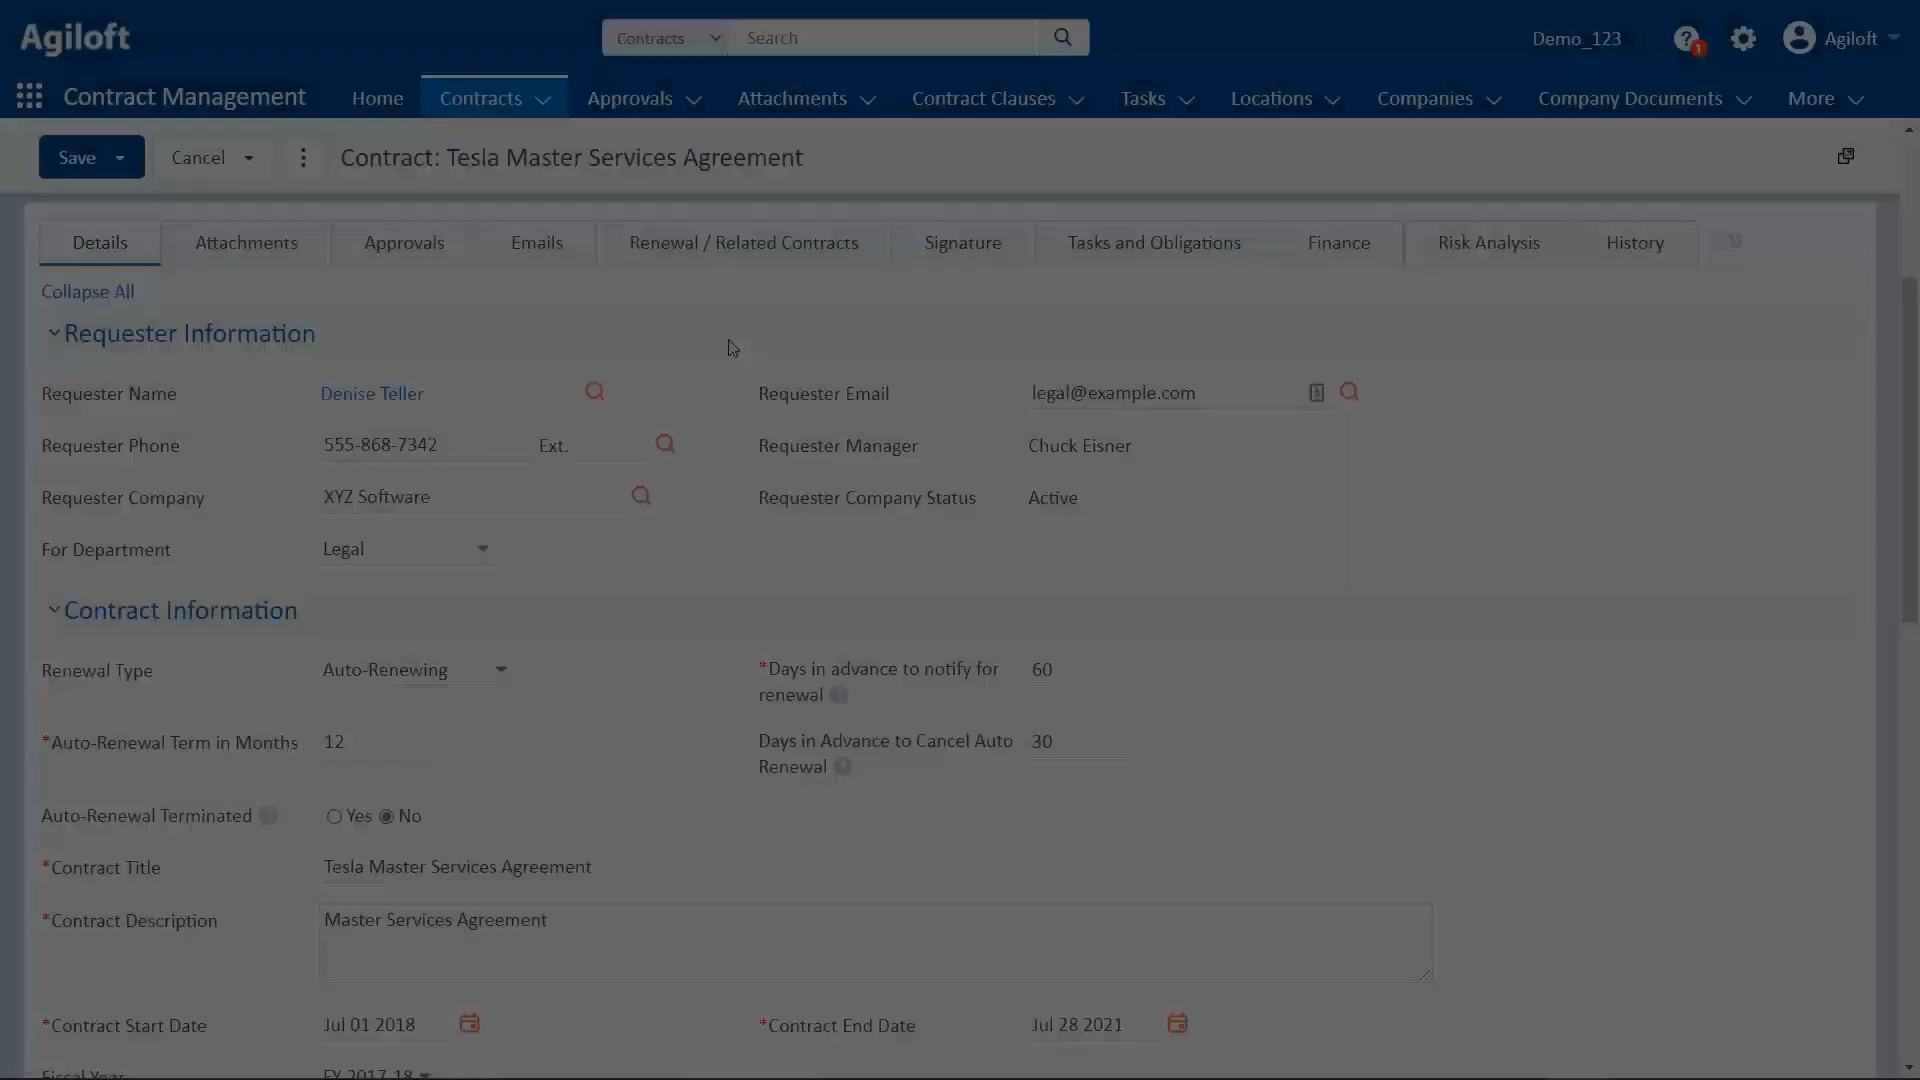 Agiloft
Contracts Search
Demo_123 1 Agiloft
Contract Management Home Contracts Approvals Attachments Contract Clauses Tasks Locations Companies Company Documents More
Save Cancel Contract: Tesla Master Services Agreement
Details Attachments Approvals Emails Renewal / Related Contracts Signature Tasks and Obligations Finance Risk Analysis History
Collapse All
Requester Information
Requester Name Denise Teller Requester Email legal@example.com
Requester Phone 555-868-7342 Ext. Requester Manager Chuck Eisner
Requester Company XYZ Software Requester Company Status Active
For Department Legal
Contract Information
Renewal Type Auto-Renewing *Days in advance to notify for 60
renewal
*Auto-Renewal Term in Months 12 Days in Advance to Cancel Auto 30
Renewal
Auto-Renewal Terminated Yes No
*Contract Title Tesla Master Services Agreement
*Contract Description Master Services Agreement
*Contract Start Date Jul 01 2018 *Contract End Date Jul 28 2021
Fiscal Year FY 2017-18